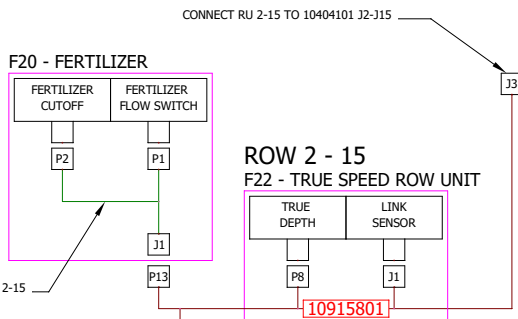 CONNECT RU 2-15 TO 10404101 J2-J15
F20 - FERTILIZER
J3
FERTILIZER
CUTOFF
FERTILIZER
FLOW SWITCH
P2
P1
ROW 2 - 15
F22 - TRUE SPEED ROW UNIT
TRUE
DEPTH
LINK
SENSOR
J1
2-15
P13
P8
J1
10915801